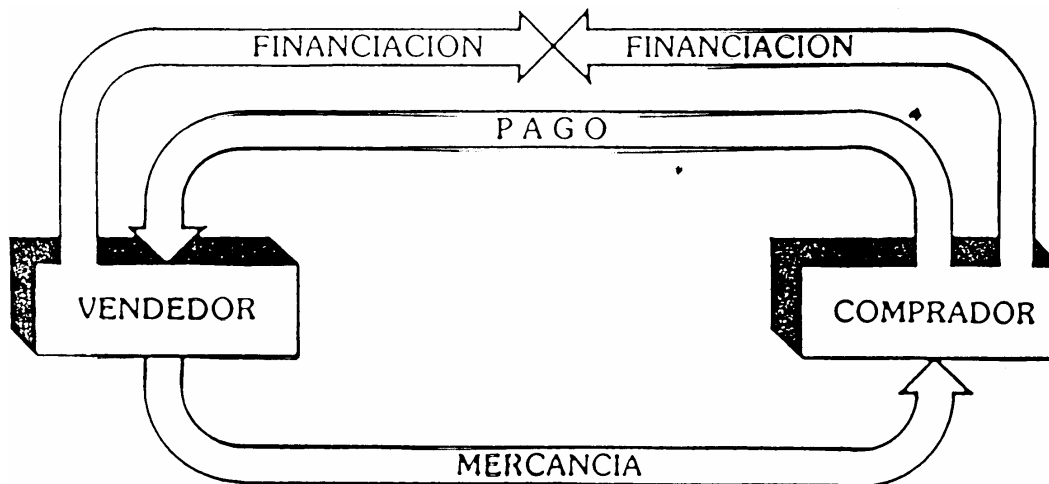 FINANCIACION FINANCIACION
PAGO
VENDEDOR COMPRADOR
MERCANCIA